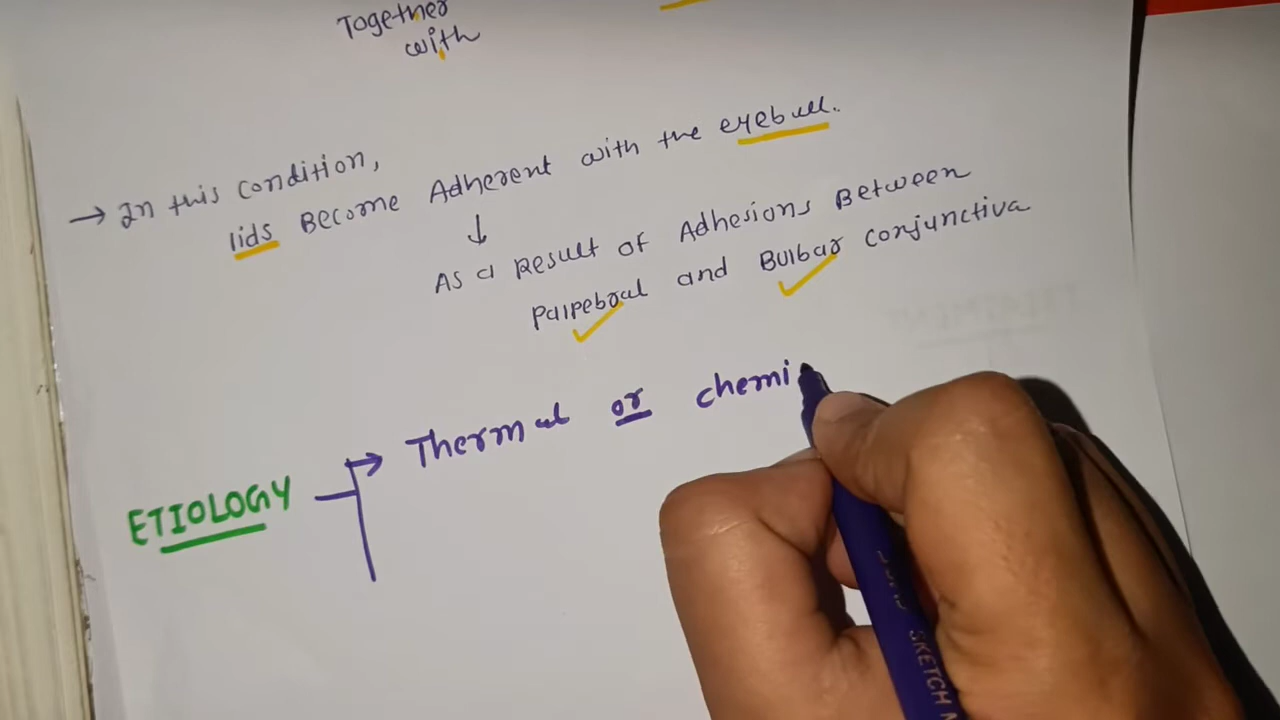 Together
with
→ In this condition,
lids Become Adherent with the eyeball.
↓
As a Result of Adhesions Between
Palpebral and Bulbar conjunctiva
ETIOLOGY
Thermal or chemi
SKETCH